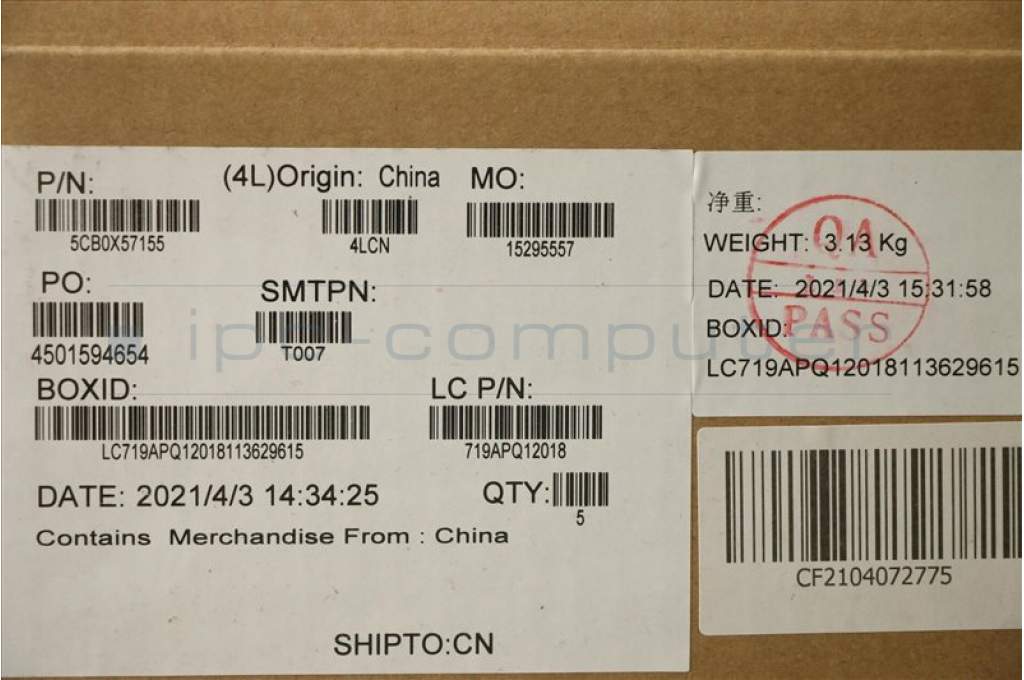 P/N: (4L)Origin: China MO:
5CB0X57155 4LCN 15295557
PO: SMTPN:
4501594654 T007
BOXID: LC P/N:
LC719APQ12018113629615 719APQ12018
DATE: 2021/4/3 14:34:25 QTY:
5
Contains Merchandise From : China
SHIPTO:CN
净重:
WEIGHT: 3.13 Kg
DATE: 2021/4/3 15:31:58
BOXID:
LC719APQ12018113629615
QA
PASS
CF2104072775
ipc-computer